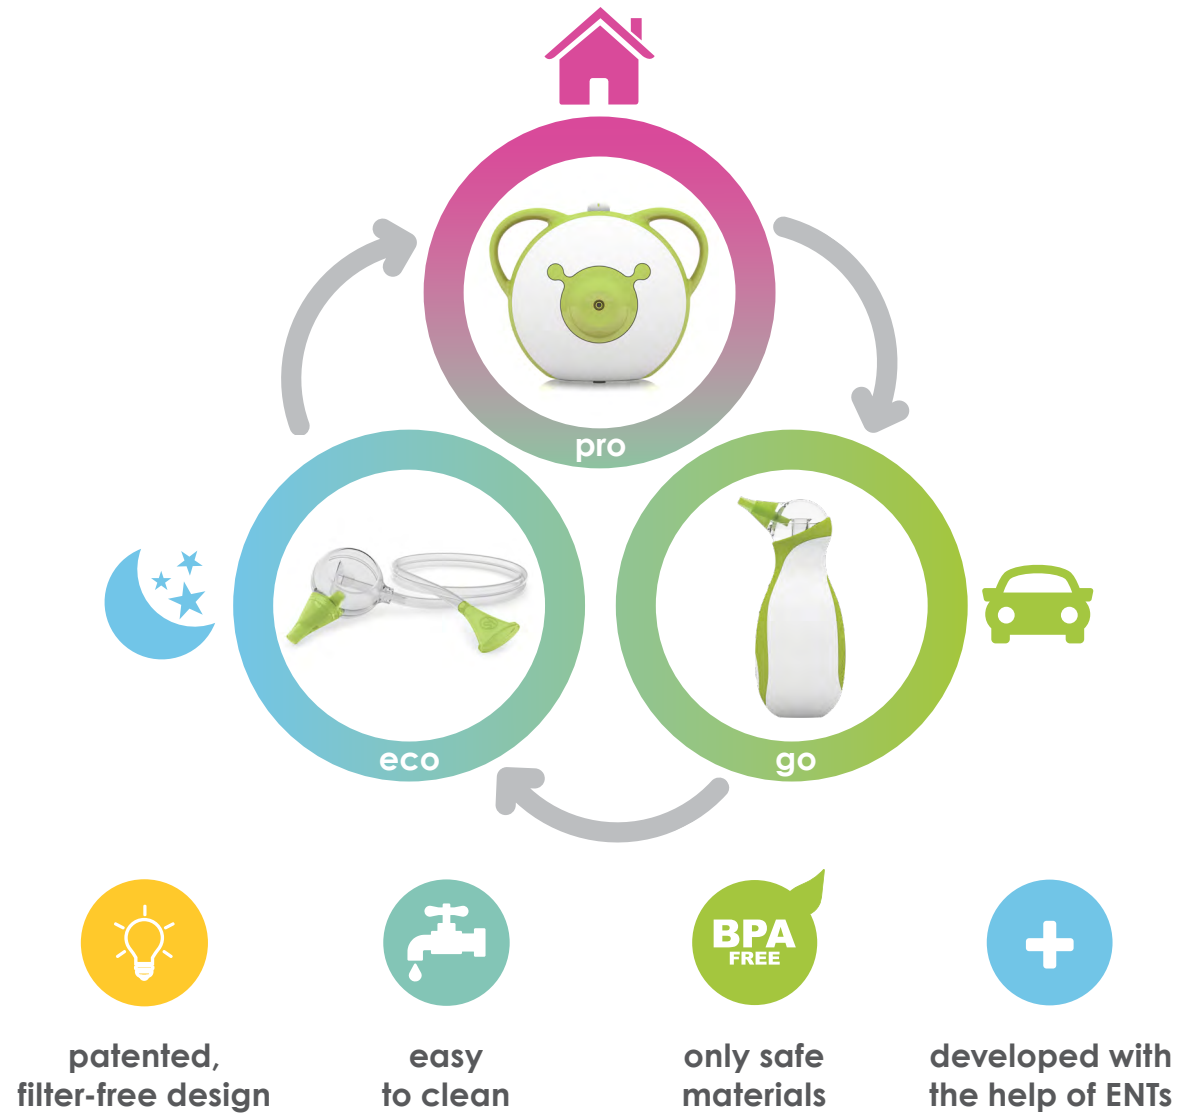 pro
eco
go
BPA
FREE
patented,
filter-free design
easy
to clean
only safe
materials
developed with
the help of ENTs